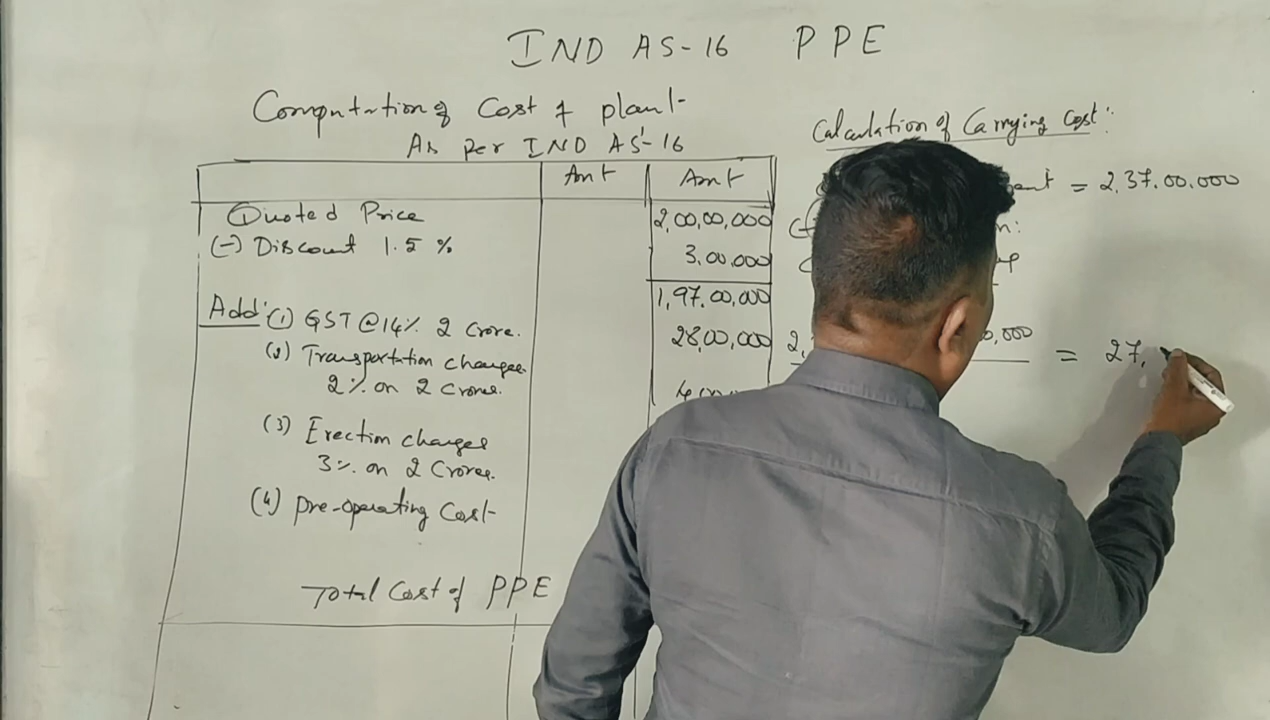 IND AS-16 PPE
Computation of Cost of plant
As per IND AS-16
Amt Amt
Quoted Price 2,00,00,000
(-) Discount 1.5 % 3,00,000
1,97,00,000
Add: (1) GST @14% 2 Crore. 28,00,000
(2) Transportation charges
2% on 2 Crores.
(3) Erection charges
3% on 2 Crores.
(4) Pre-operating Cost
Total Cost of PPE
Calculation of Carrying Cost:
= 2,37,00,000
= 27,